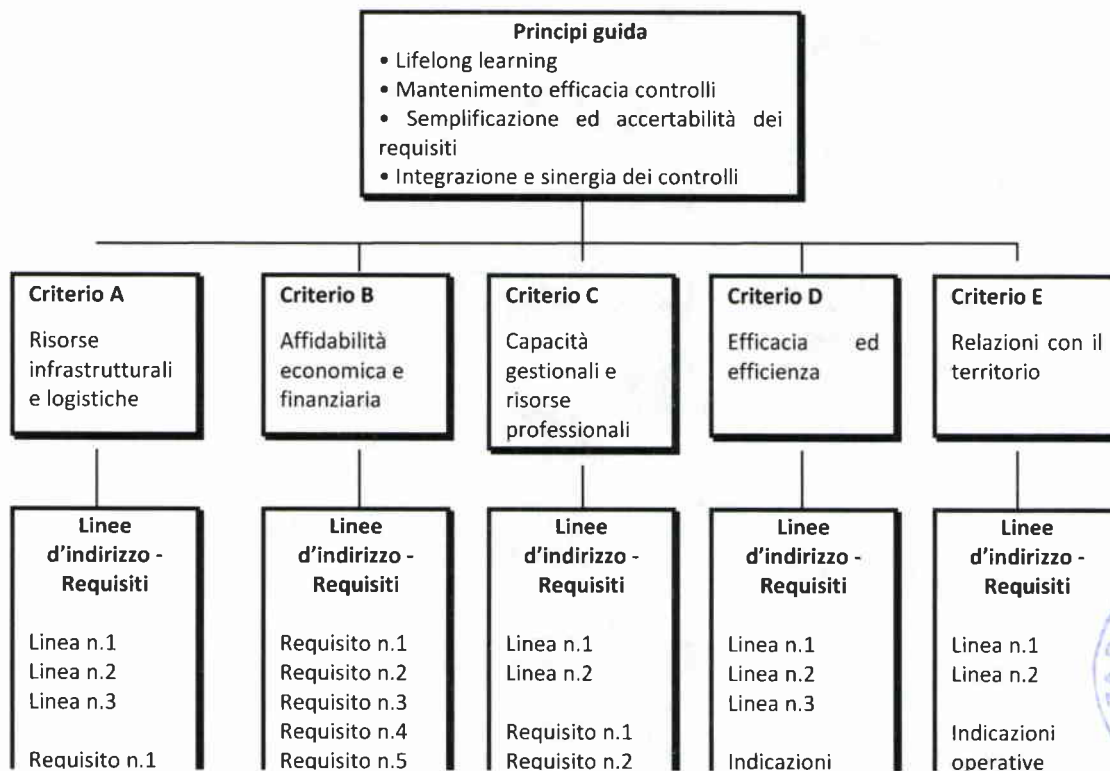 Principi guida
• Lifelong learning
• Mantenimento efficacia controlli
• Semplificazione ed accertabilità dei
requisiti
• Integrazione e sinergia dei controlli
Criterio A
Risorse
infrastrutturali
e logistiche
Criterio B
Affidabilità
economica e
finanziaria
Criterio C
Capacità
gestionali e
risorse
professionali
Criterio D
Efficacia ed
efficienza
Criterio E
Relazioni con il
territorio
Linee
d'indirizzo -
Requisiti
Linea n.1
Linea n.2
Linea n.3
Requisito n.1
Linee
d'indirizzo -
Requisiti
Requisito n.1
Requisito n.2
Requisito n.3
Requisito n.4
Requisito n.5
Linee
d'indirizzo -
Requisiti
Linea n.1
Linea n.2
Requisito n.1
Requisito n.2
Linee
d'indirizzo -
Requisiti
Linea n.1
Linea n.2
Linea n.3
Indicazioni
Linee
d'indirizzo -
Requisiti
Linea n.1
Linea n.2
Indicazioni
operative